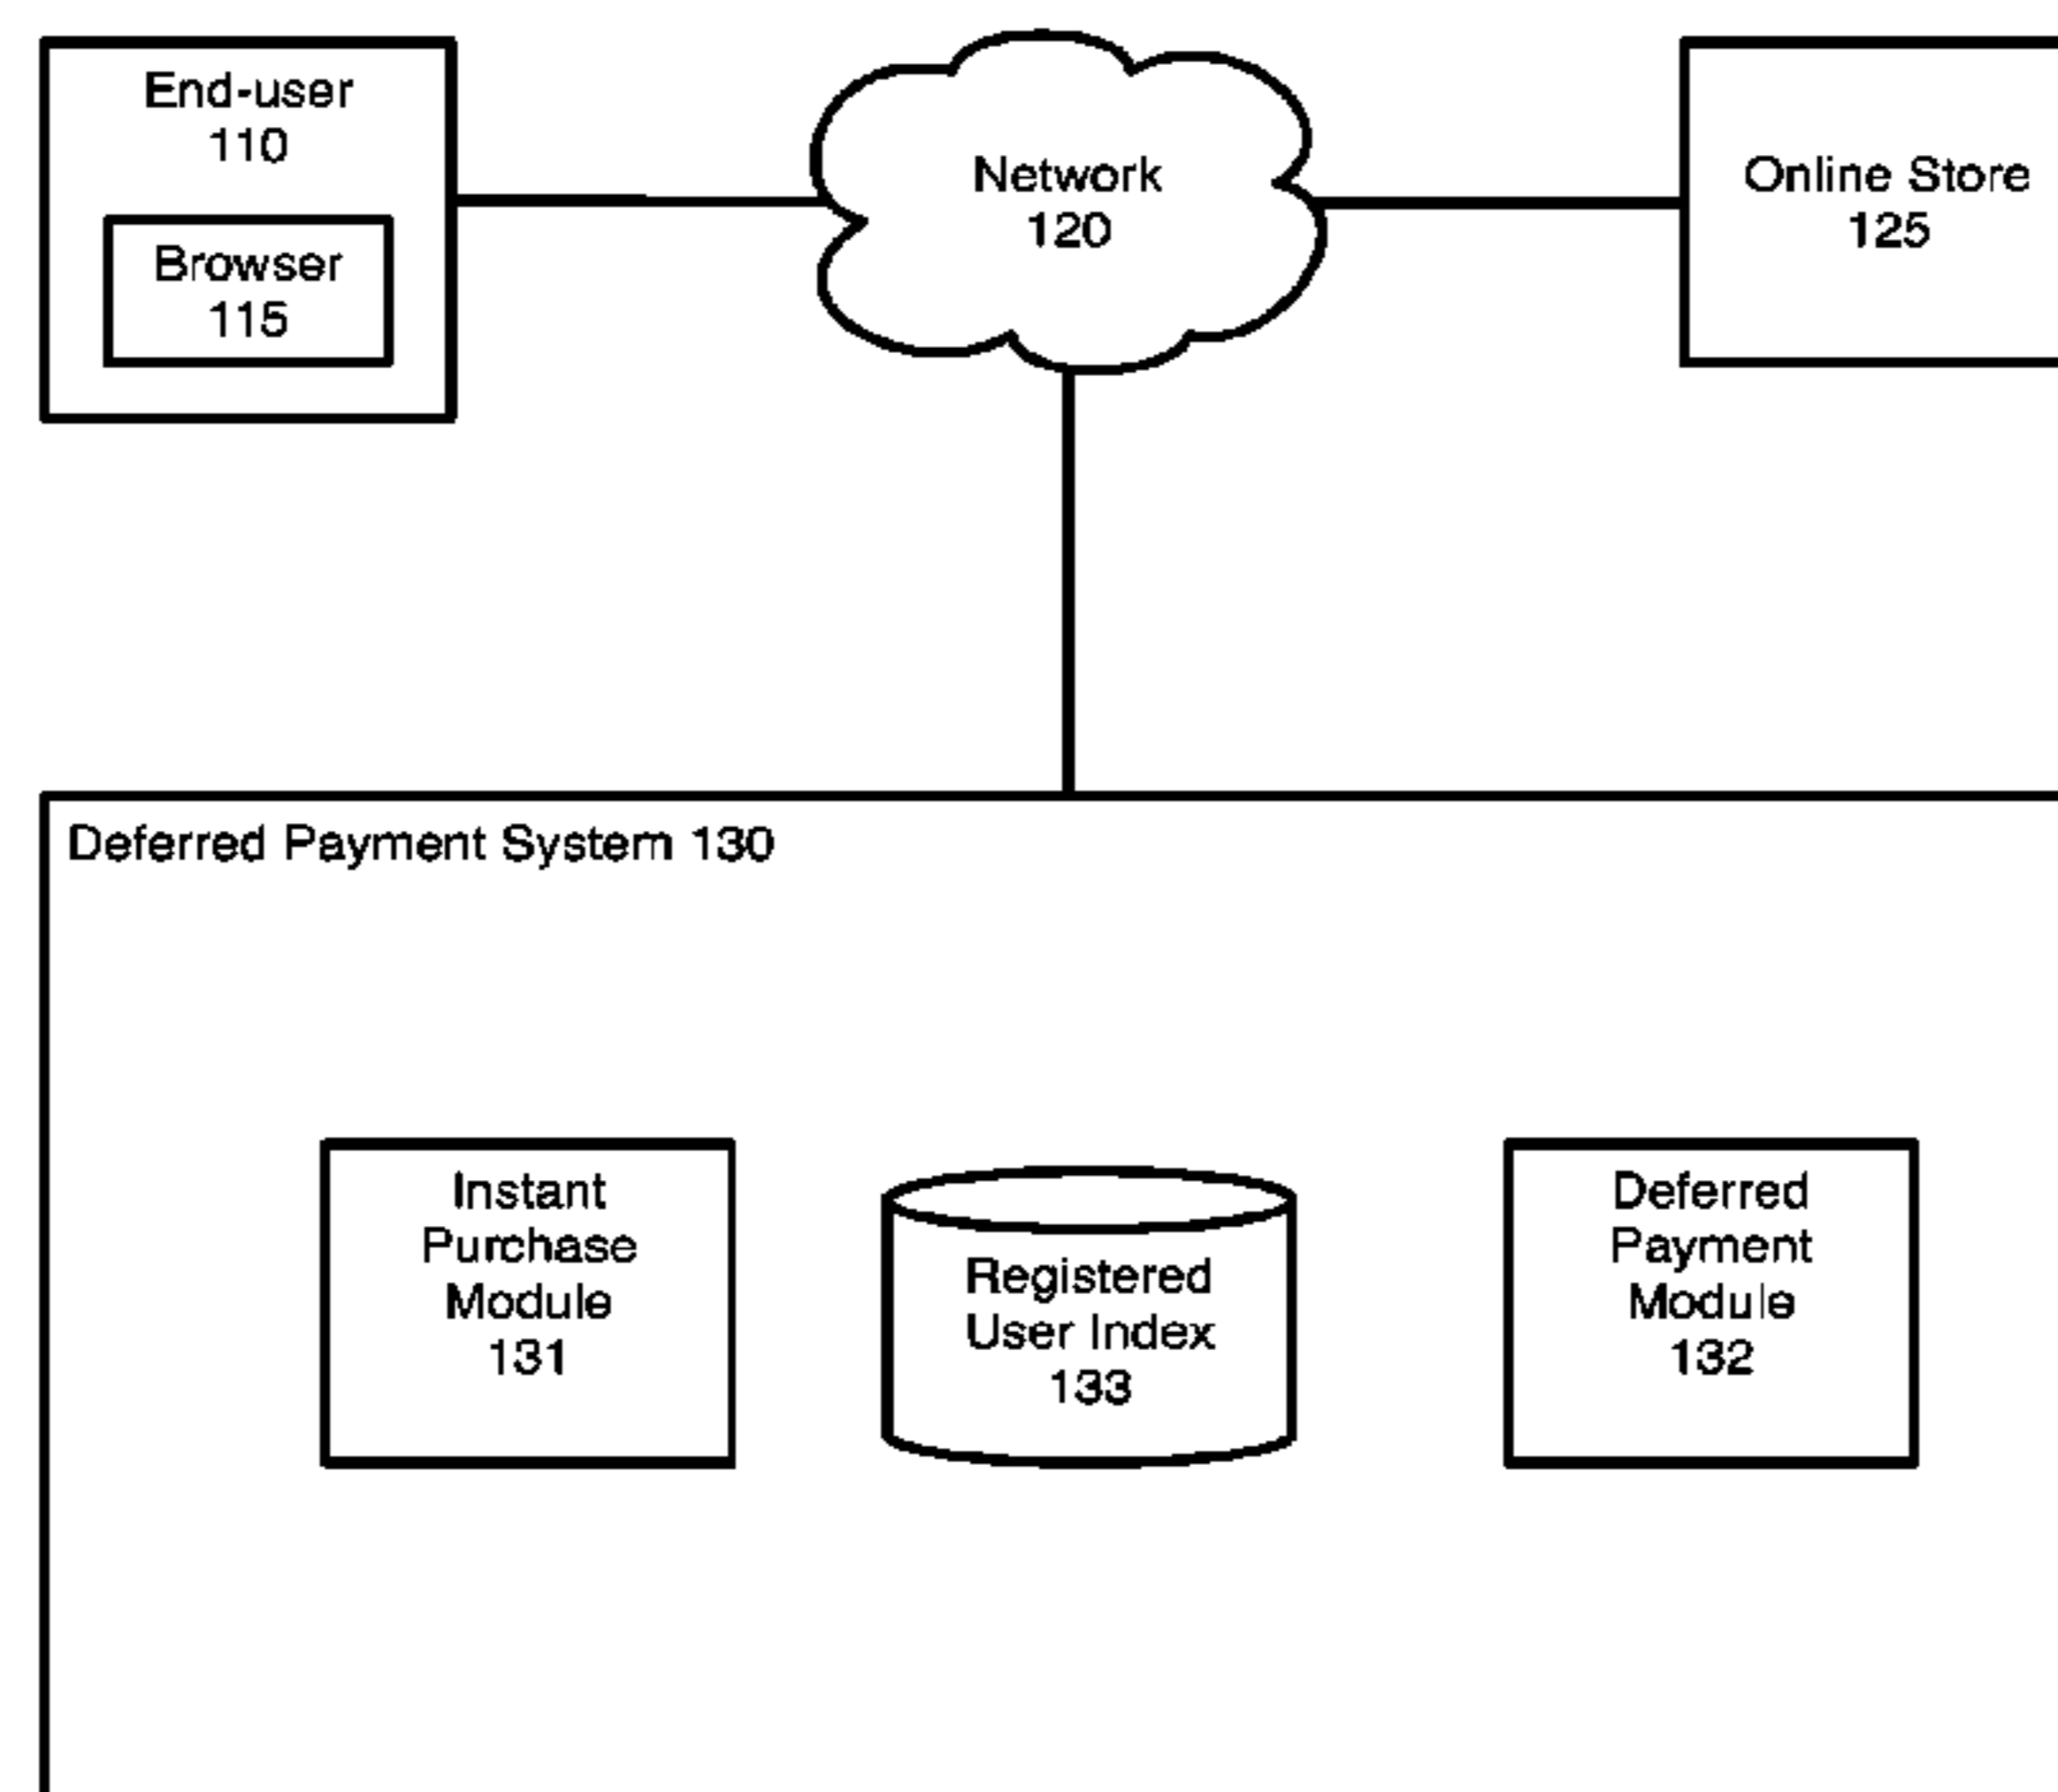 End-user
110
Browser
115
Network
120
Online Store
125
Deferred Payment System 130
Instant
Purchase
Module
131
Registered
User Index
133
Deferred
Payment
Module
132